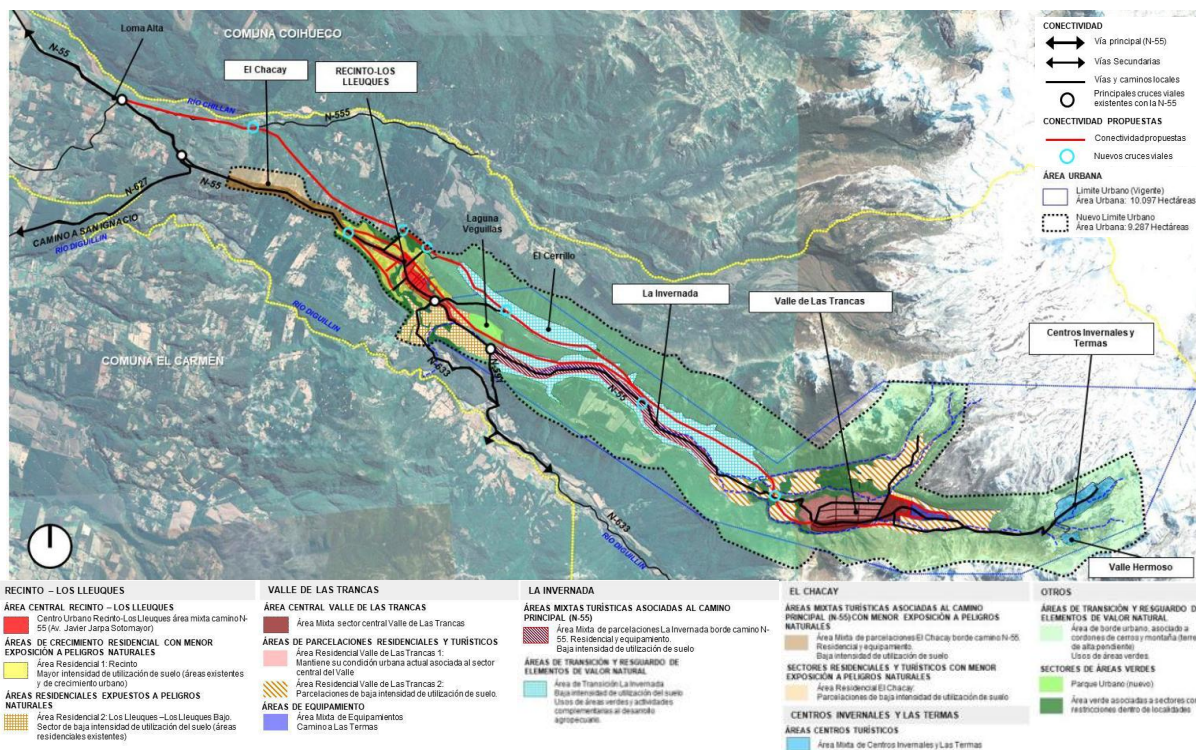 Loma Alta
COMUNA COIHUECO
N-55
El Chacay
RECINTO-LOS
LLEUQUES
RÍO CHILLAN
N-555
N-55
N-627
CAMINO A SAN IGNACIO
RÍO DIGUILLIN
Laguna
Veguillas
El Cerrillo
La Invernada
Valle de Las Trancas
Centros Invernales y
Termas
RÍO DIGUILLIN
COMUNA EL CARMEN
N-633
N-55
N-633
RÍO DIGUILLIN
Valle Hermoso
CONECTIVIDAD
Vía principal (N-55)
Vías Secundarias
Vías y caminos locales
Principales cruces viales
existentes con la N-55
CONECTIVIDAD PROPUESTAS
Conectividad propuestas
Nuevos cruces viales
ÁREA URBANA
Limite Urbano (Vigente)
Área Urbana: 10.097 Hectáreas
Nuevo Limite Urbano
Área Urbana: 9.287 Hectáreas
RECINTO – LOS LLEUQUES
ÁREA CENTRAL RECINTO – LOS LLEUQUES
Centro Urbano Recinto-Los Lleuques área mixta camino N-
55 (Av. Javier Jarpa Sotomayor)
ÁREAS DE CRECIMIENTO RESIDENCIAL CON MENOR
EXPOSICIÓN A PELIGROS NATURALES
Área Residencial 1: Recinto
Mayor intensidad de utilización de suelo (áreas existentes
y de crecimiento urbano)
ÁREAS RESIDENCIALES EXPUESTOS A PELIGROS
NATURALES
Área Residencial 2: Los Lleuques –Los Lleuques Bajo.
Sector de baja intensidad de utilización del suelo (áreas
residenciales existentes)
VALLE DE LAS TRANCAS
ÁREA CENTRAL VALLE DE LAS TRANCAS
Área Mixta sector central Valle de Las Trancas
ÁREAS DE PARCELACIONES RESIDENCIALES Y TURÍSTICOS
Área Residencial Valle de Las Trancas 1:
Mantiene su condición urbana actual asociada al sector
central del Valle
Área Residencial Valle de Las Trancas 2:
Parcelaciones de baja intensidad de utilización de suelo.
ÁREAS DE EQUIPAMIENTO
Área Mixta de Equipamientos
Camino a Las Termas
LA INVERNADA
ÁREAS MIXTAS TURÍSTICAS ASOCIADAS AL CAMINO
PRINCIPAL (N-55)
Área Mixta de parcelaciones La Invernada borde camino N-
55. Residencial y equipamiento.
Baja intensidad de utilización de suelo
ÁREAS DE TRANSICIÓN Y RESGUARDO DE
ELEMENTOS DE VALOR NATURAL
Área de Transición La Invernada
Baja intensidad de utilización del suelo
Usos de áreas verdes y actividades
complementarias al desarrollo
agropecuario.
EL CHACAY
ÁREAS MIXTAS TURÍSTICAS ASOCIADAS AL CAMINO
PRINCIPAL (N-55) CON MENOR EXPOSICIÓN A PELIGROS
NATURALES
Área Mixta de parcelaciones El Chacay borde camino N-55.
Residencial y equipamiento.
Baja intensidad de utilización de suelo
SECTORES RESIDENCIALES Y TURÍSTICOS CON MENOR
EXPOSICIÓN A PELIGROS NATURALES
Área Residencial El Chacay:
Parcelaciones de baja intensidad de utilización de suelo
CENTROS INVERNALES Y LAS TERMAS
ÁREAS CENTROS TURÍSTICOS
Área Mixta de Centros Invernales y Las Termas
OTROS
ÁREAS DE TRANSICIÓN Y RESGUARDO DE
ELEMENTOS DE VALOR NATURAL
Área de borde urbano, asociado a
cordones de cerros y montaña (terre
de alta pendiente)
Usos de áreas verdes
SECTORES DE ÁREAS VERDES
Parque Urbano (nuevo)
Área verde asociadas a sectores con
restricciones dentro de localidades